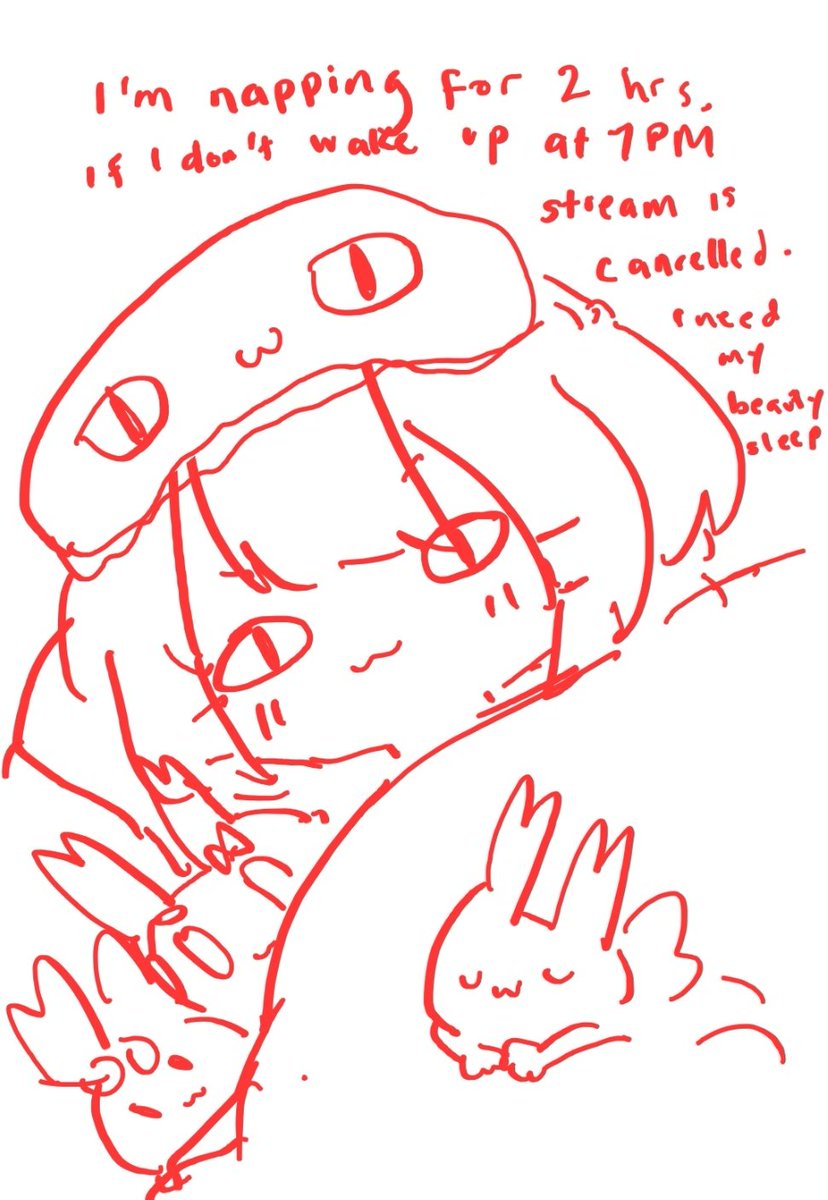 I'm napping for 2 hrs.
If I don't wake up at 7PM
stream is
cancelled.
I need
my
beauty
sleep